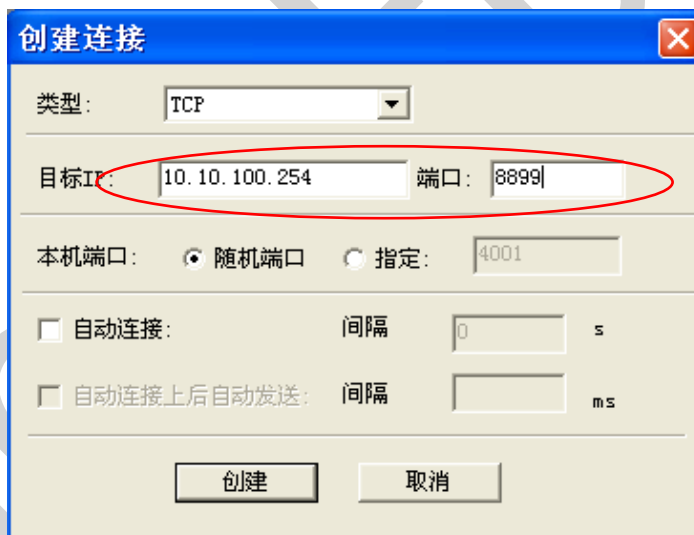 创建连接
类型: TCP
目标IP: 10.10.100.254 端口: 8899
本机端口: 随机端口 指定: 4001
自动连接: 间隔 0 s
自动连接上后自动发送: 间隔 ms
创建 取消